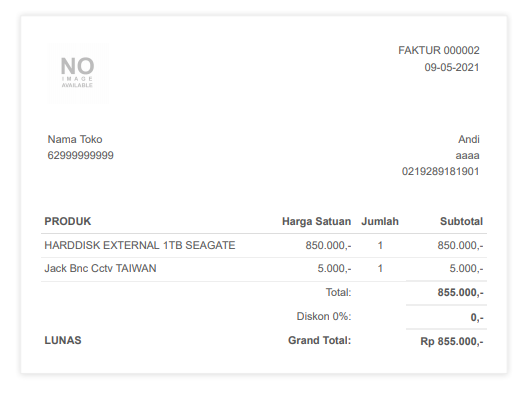 NO
IMAGE
AVAILABLE
FAKTUR 000002
09-05-2021
Nama Toko
62999999999
Andi
aaaa
0219289181901
PRODUK Harga Satuan Jumlah Subtotal
HARDDISK EXTERNAL 1TB SEAGATE 850.000,- 1 850.000,-
Jack Bnc Cctv TAIWAN 5.000,- 1 5.000,-
Total: 855.000,-
Diskon 0%: 0,-
LUNAS Grand Total: Rp 855.000,-